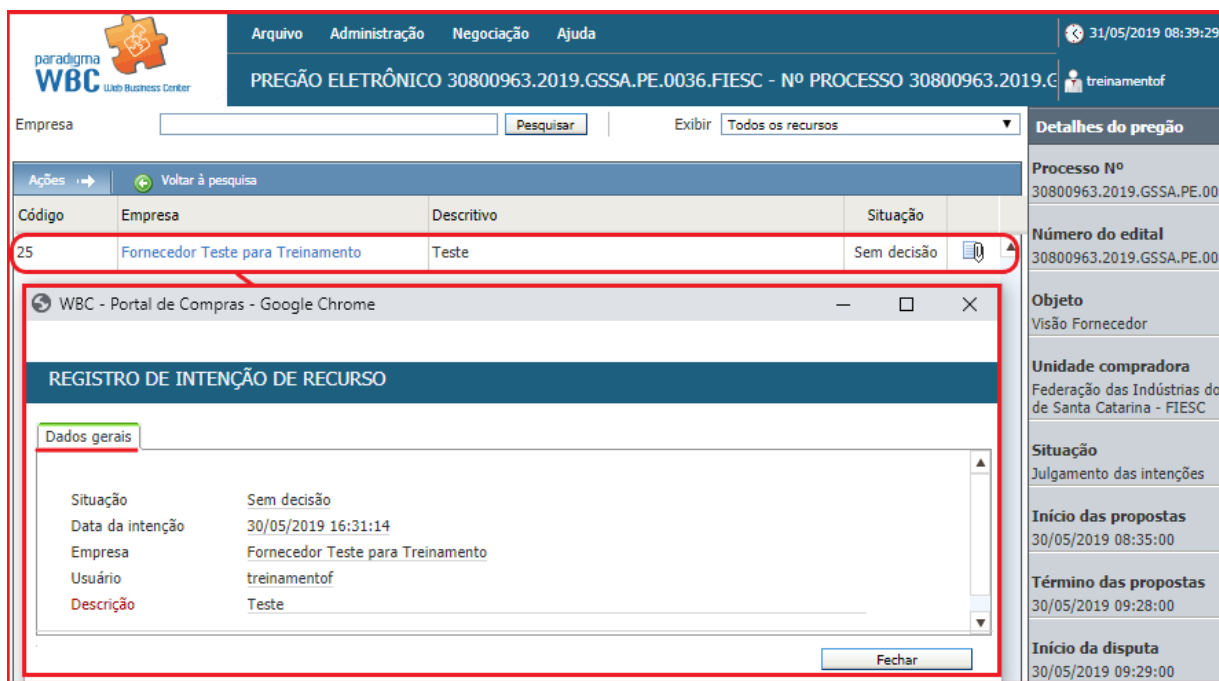 paradigma
WBC Web Business Center
Arquivo Administração Negociação Ajuda
31/05/2019 08:39:29
PREGÃO ELETRÔNICO 30800963.2019.GSSA.PE.0036.FIESC - Nº PROCESSO 30800963.2019.G
treinamentof
Empresa Pesquisar Exibir Todos os recursos
Ações Voltar à pesquisa
Código Empresa Descritivo Situação
25 Fornecedor Teste para Treinamento Teste Sem decisão
WBC - Portal de Compras - Google Chrome
REGISTRO DE INTENÇÃO DE RECURSO
Dados gerais
Situação Sem decisão
Data da intenção 30/05/2019 16:31:14
Empresa Fornecedor Teste para Treinamento
Usuário treinamentof
Descrição Teste
Fechar
Detalhes do pregão
Processo Nº
30800963.2019.GSSA.PE.00
Número do edital
30800963.2019.GSSA.PE.00
Objeto
Visão Fornecedor
Unidade compradora
Federação das Indústrias do
de Santa Catarina - FIESC
Situação
Julgamento das intenções
Início das propostas
30/05/2019 08:35:00
Término das propostas
30/05/2019 09:28:00
Início da disputa
30/05/2019 09:29:00